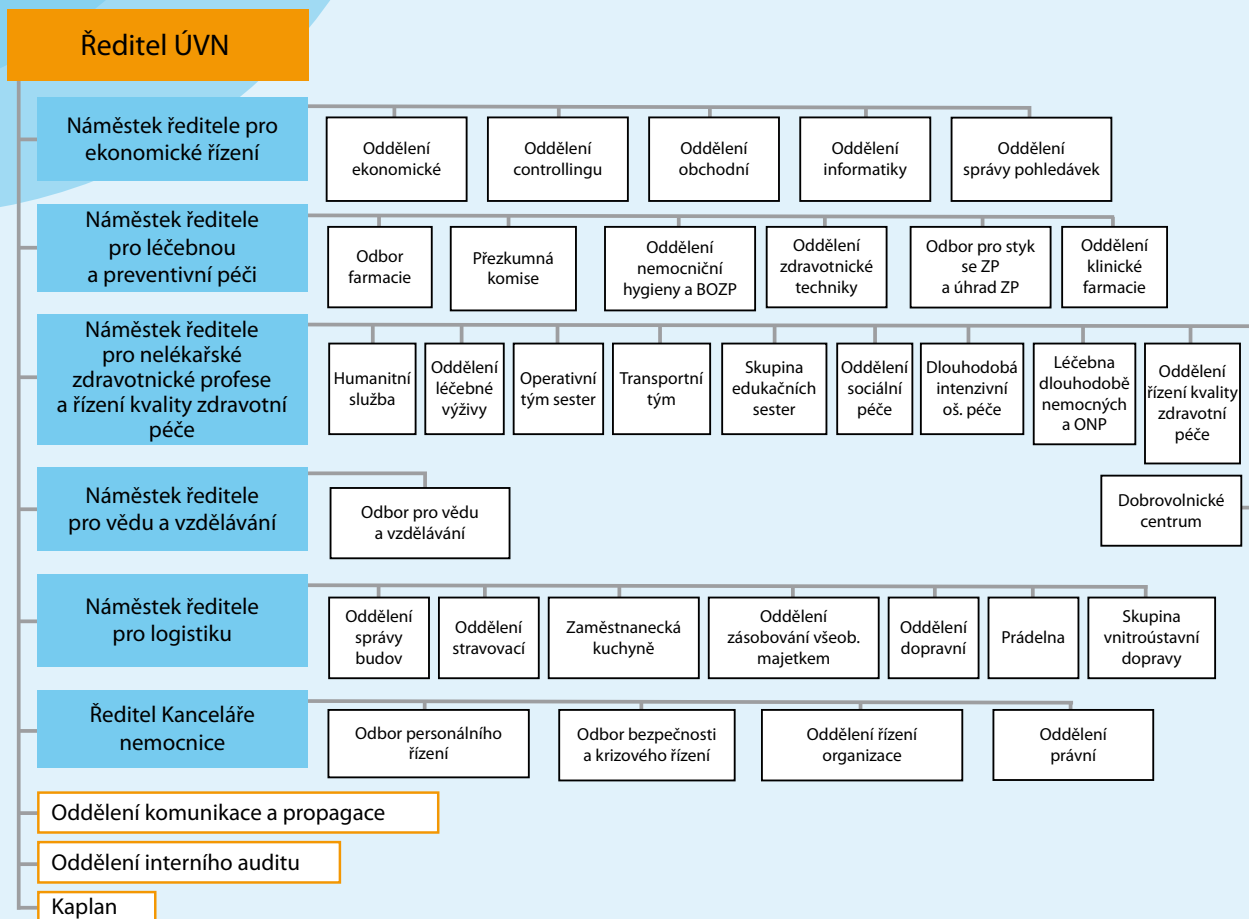 Ředitel ÚVN
Náměstek ředitele pro
ekonomické řízení
Oddělení
ekonomické
Oddělení
controllingu
Oddělení
obchodní
Oddělení
informatiky
Oddělení
správy pohledávek
Náměstek ředitele
pro léčebnou
a preventivní péči
Odbor
farmacie
Přezkumná
komise
Oddělení
nemocniční
hygieny a BOZP
Oddělení
zdravotnické
techniky
Odbor pro styk
se ZP
a úhrad ZP
Oddělení
klinické
farmacie
Náměstek ředitele
pro nelékařské
zdravotnické profese
a řízení kvality zdravotní
péče
Humanitní
služba
Oddělení
léčebné
výživy
Operativní
tým sester
Transportní
tým
Skupina
edukačních
sester
Oddělení
sociální
péče
Dlouhodobá
intenzivní
oš. péče
Léčebna
dlouhodobě
nemocných
a ONP
Oddělení
řízení kvality
zdravotní
péče
Dobrovolnické
centrum
Náměstek ředitele
pro vědu a vzdělávání
Odbor pro vědu
a vzdělávání
Náměstek ředitele
pro logistiku
Oddělení
správy
budov
Oddělení
stravovací
Zaměstnanecká
kuchyně
Oddělení
zásobování všeob.
majetkem
Oddělení
dopravní
Prádelna
Skupina
vnitroústavní
dopravy
Ředitel Kanceláře
nemocnice
Odbor personálního
řízení
Odbor bezpečnosti
a krizového řízení
Oddělení řízení
organizace
Oddělení
právní
Oddělení komunikace a propagace
Oddělení interního auditu
Kaplan